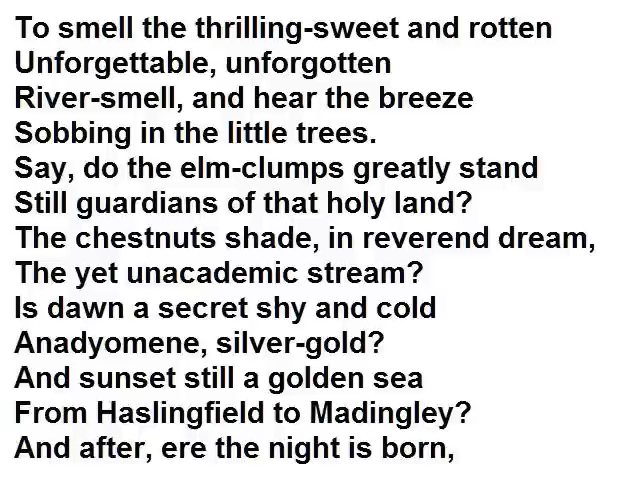 To smell the thrilling-sweet and rotten
Unforgettable, unforgotten
River-smell, and hear the breeze
Sobbing in the little trees.
Say, do the elm-clumps greatly stand
Still guardians of that holy land?
The chestnuts shade, in reverend dream,
The yet unacademic stream?
Is dawn a secret shy and cold
Anadyomene, silver-gold?
And sunset still a golden sea
From Haslingfield to Madingley?
And after, ere the night is born,